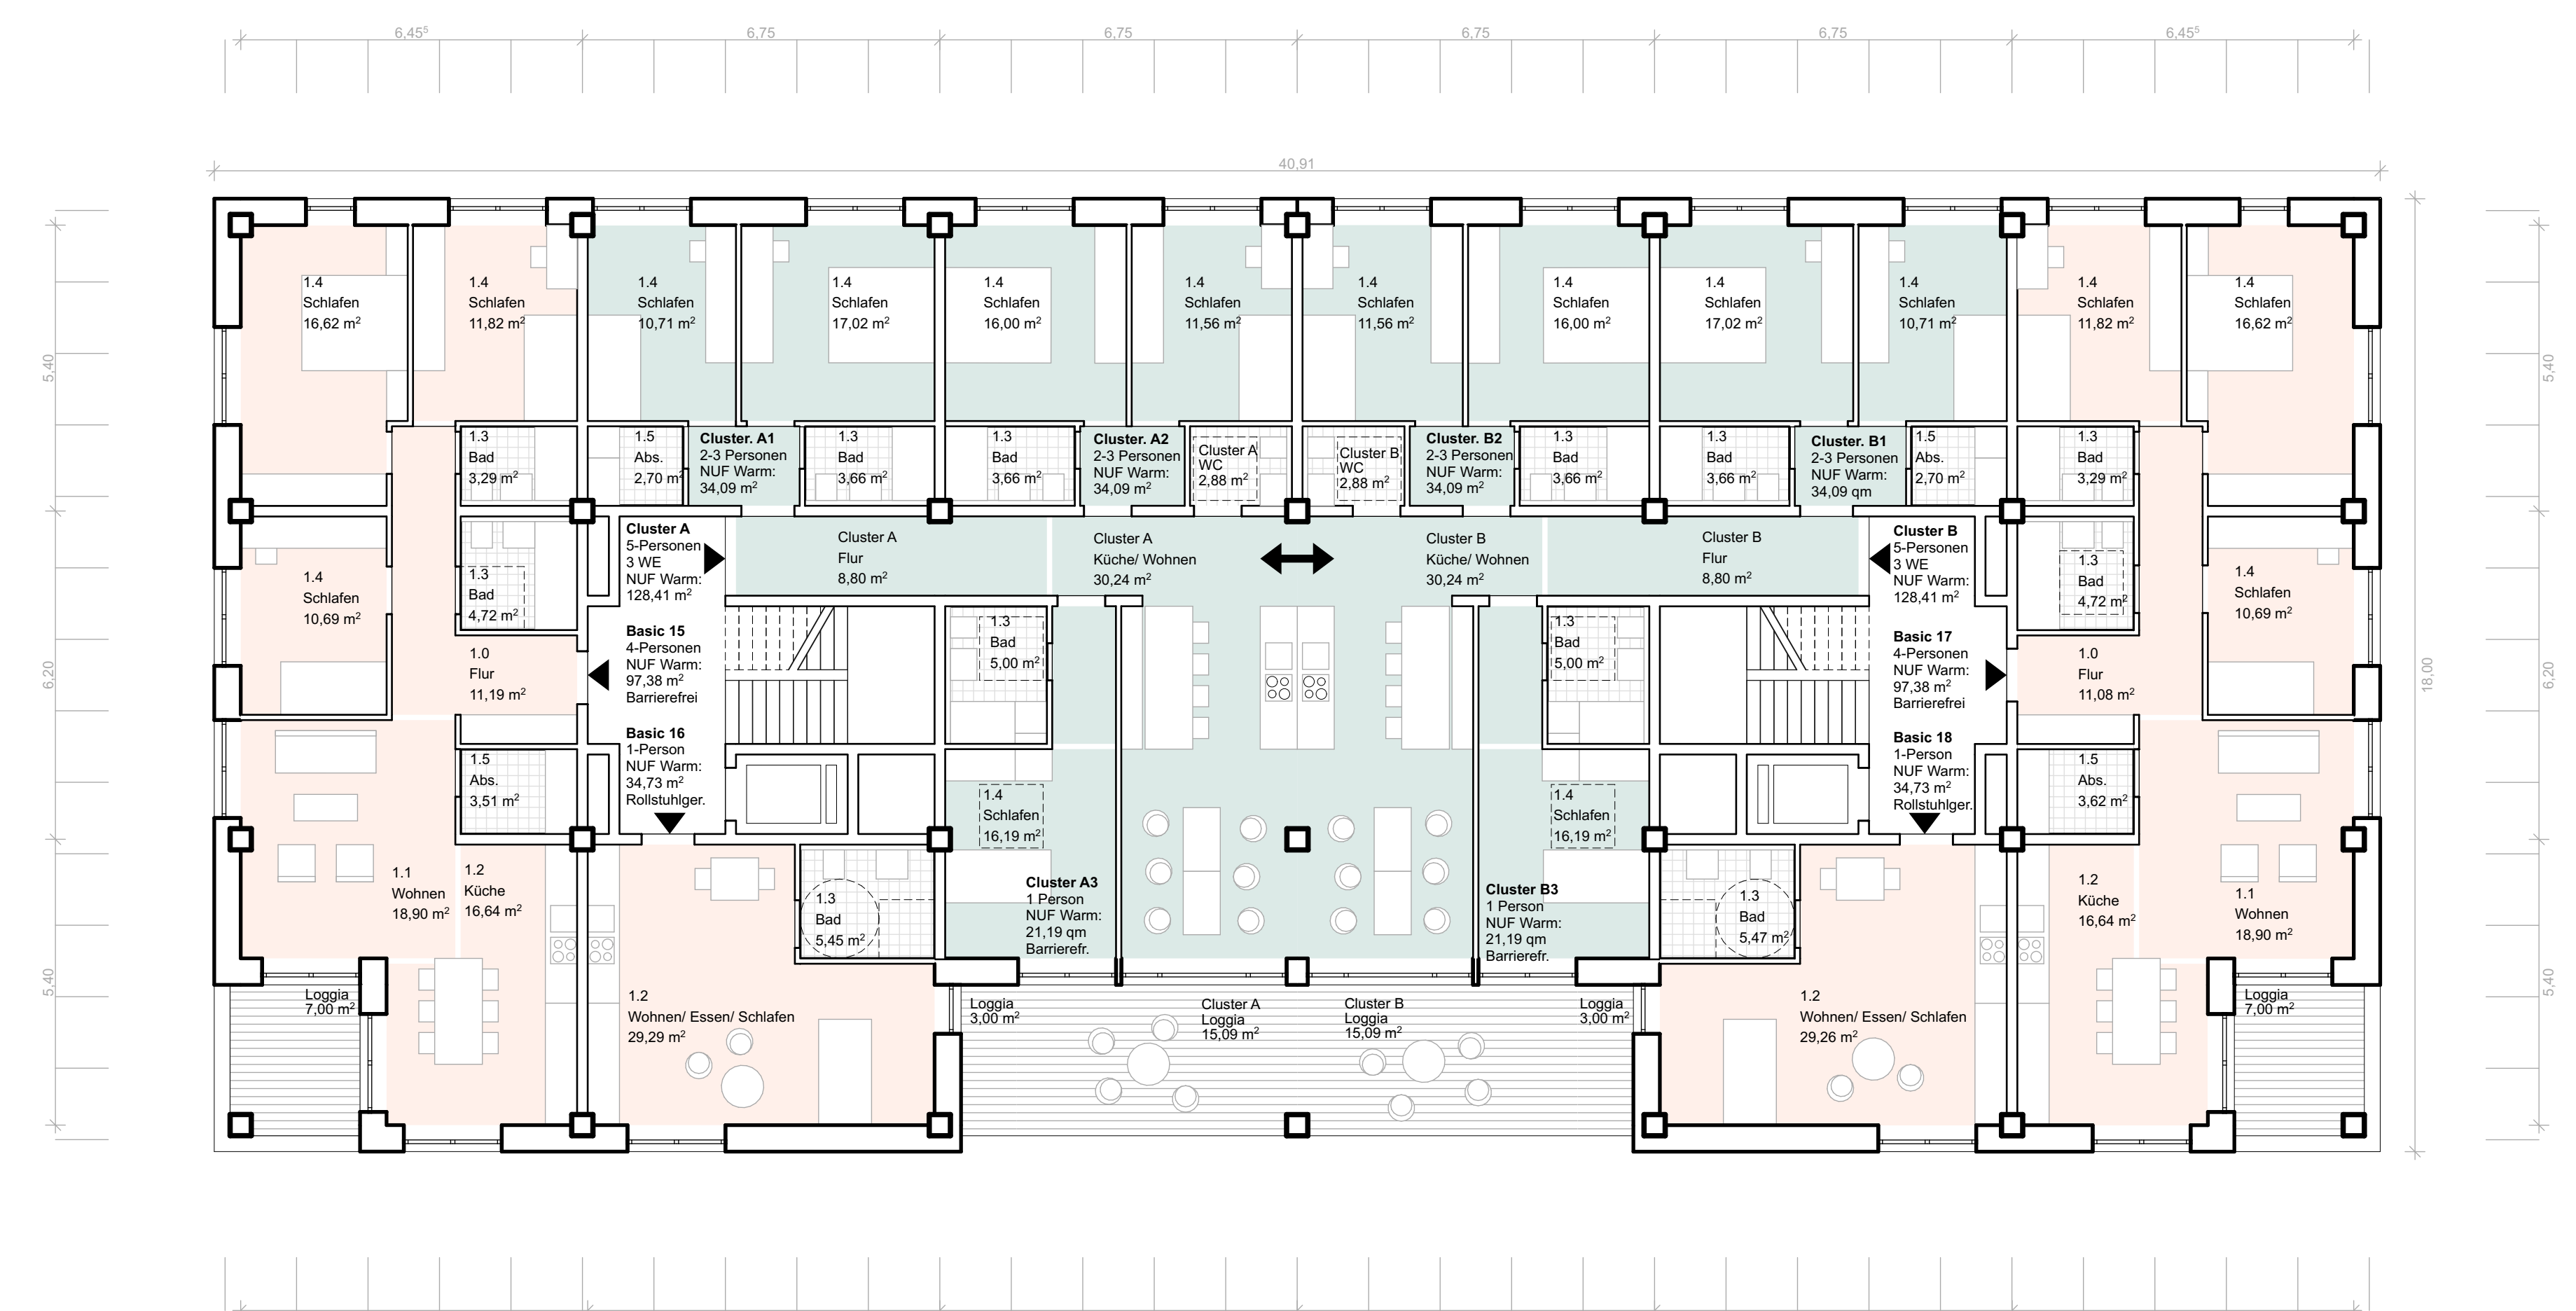 6,45⁵
6,75
6,75
6,75
6,75
6,45⁵
40,91
5,40
6,20
5,40
5,40
6,20
5,40
18,00
1.4
Schlafen
16,62 m²
1.4
Schlafen
11,82 m²
1.4
Schlafen
10,71 m²
1.4
Schlafen
17,02 m²
1.4
Schlafen
16,00 m²
1.4
Schlafen
11,56 m²
1.4
Schlafen
11,56 m²
1.4
Schlafen
16,00 m²
1.4
Schlafen
17,02 m²
1.4
Schlafen
10,71 m²
1.4
Schlafen
11,82 m²
1.4
Schlafen
16,62 m²
1.3
Bad
3,29 m²
1.5
Abs.
2,70 m²
Cluster. A1
2-3 Personen
NUF Warm:
34,09 m²
1.3
Bad
3,66 m²
1.3
Bad
3,66 m²
Cluster. A2
2-3 Personen
NUF Warm:
34,09 m²
Cluster A
WC
2,88 m²
Cluster B
WC
2,88 m²
Cluster. B2
2-3 Personen
NUF Warm:
34,09 m²
1.3
Bad
3,66 m²
1.3
Bad
3,66 m²
Cluster. B1
2-3 Personen
NUF Warm:
34,09 qm
1.5
Abs.
2,70 m²
1.3
Bad
3,29 m²
1.4
Schlafen
10,69 m²
1.3
Bad
4,72 m²
Cluster A
5-Personen
3 WE
NUF Warm:
128,41 m²
Cluster A
Flur
8,80 m²
Cluster A
Küche/ Wohnen
30,24 m²
Cluster B
Küche/ Wohnen
30,24 m²
Cluster B
Flur
8,80 m²
Cluster B
5-Personen
3 WE
NUF Warm:
128,41 m²
1.3
Bad
4,72 m²
1.4
Schlafen
10,69 m²
1.0
Flur
11,19 m²
Basic 15
4-Personen
NUF Warm:
97,38 m²
Barrierefrei
1.3
Bad
5,00 m²
1.3
Bad
5,00 m²
Basic 17
4-Personen
NUF Warm:
97,38 m²
Barrierefrei
1.0
Flur
11,08 m²
1.5
Abs.
3,51 m²
Basic 16
1-Person
NUF Warm:
34,73 m²
Rollstuhlger.
1.4
Schlafen
16,19 m²
1.4
Schlafen
16,19 m²
Basic 18
1-Person
NUF Warm:
34,73 m²
Rollstuhlger.
1.5
Abs.
3,62 m²
1.1
Wohnen
18,90 m²
1.2
Küche
16,64 m²
1.3
Bad
5,45 m²
Cluster A3
1 Person
NUF Warm:
21,19 qm
Barrierefr.
Cluster B3
1 Person
NUF Warm:
21,19 qm
Barrierefr.
1.3
Bad
5,47 m²
1.2
Küche
16,64 m²
1.1
Wohnen
18,90 m²
Loggia
7,00 m²
1.2
Wohnen/ Essen/ Schlafen
29,29 m²
Loggia
3,00 m²
Cluster A
Loggia
15,09 m²
Cluster B
Loggia
15,09 m²
Loggia
3,00 m²
1.2
Wohnen/ Essen/ Schlafen
29,26 m²
Loggia
7,00 m²